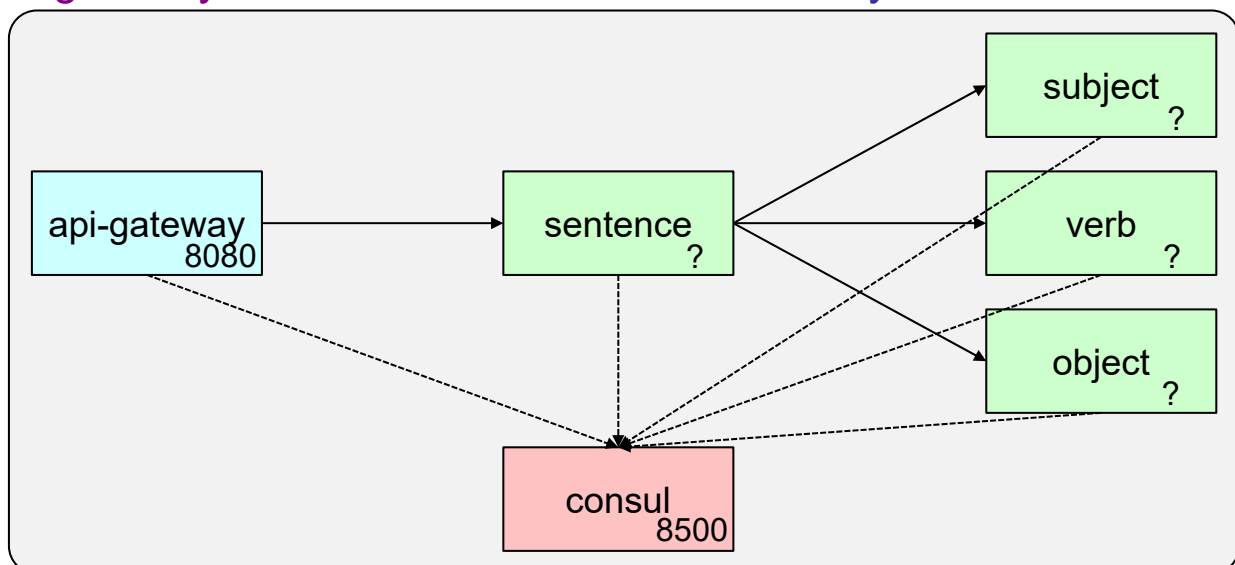 subject
?
api-gateway
8080
sentence
?
verb
?
object
?
consul
8500